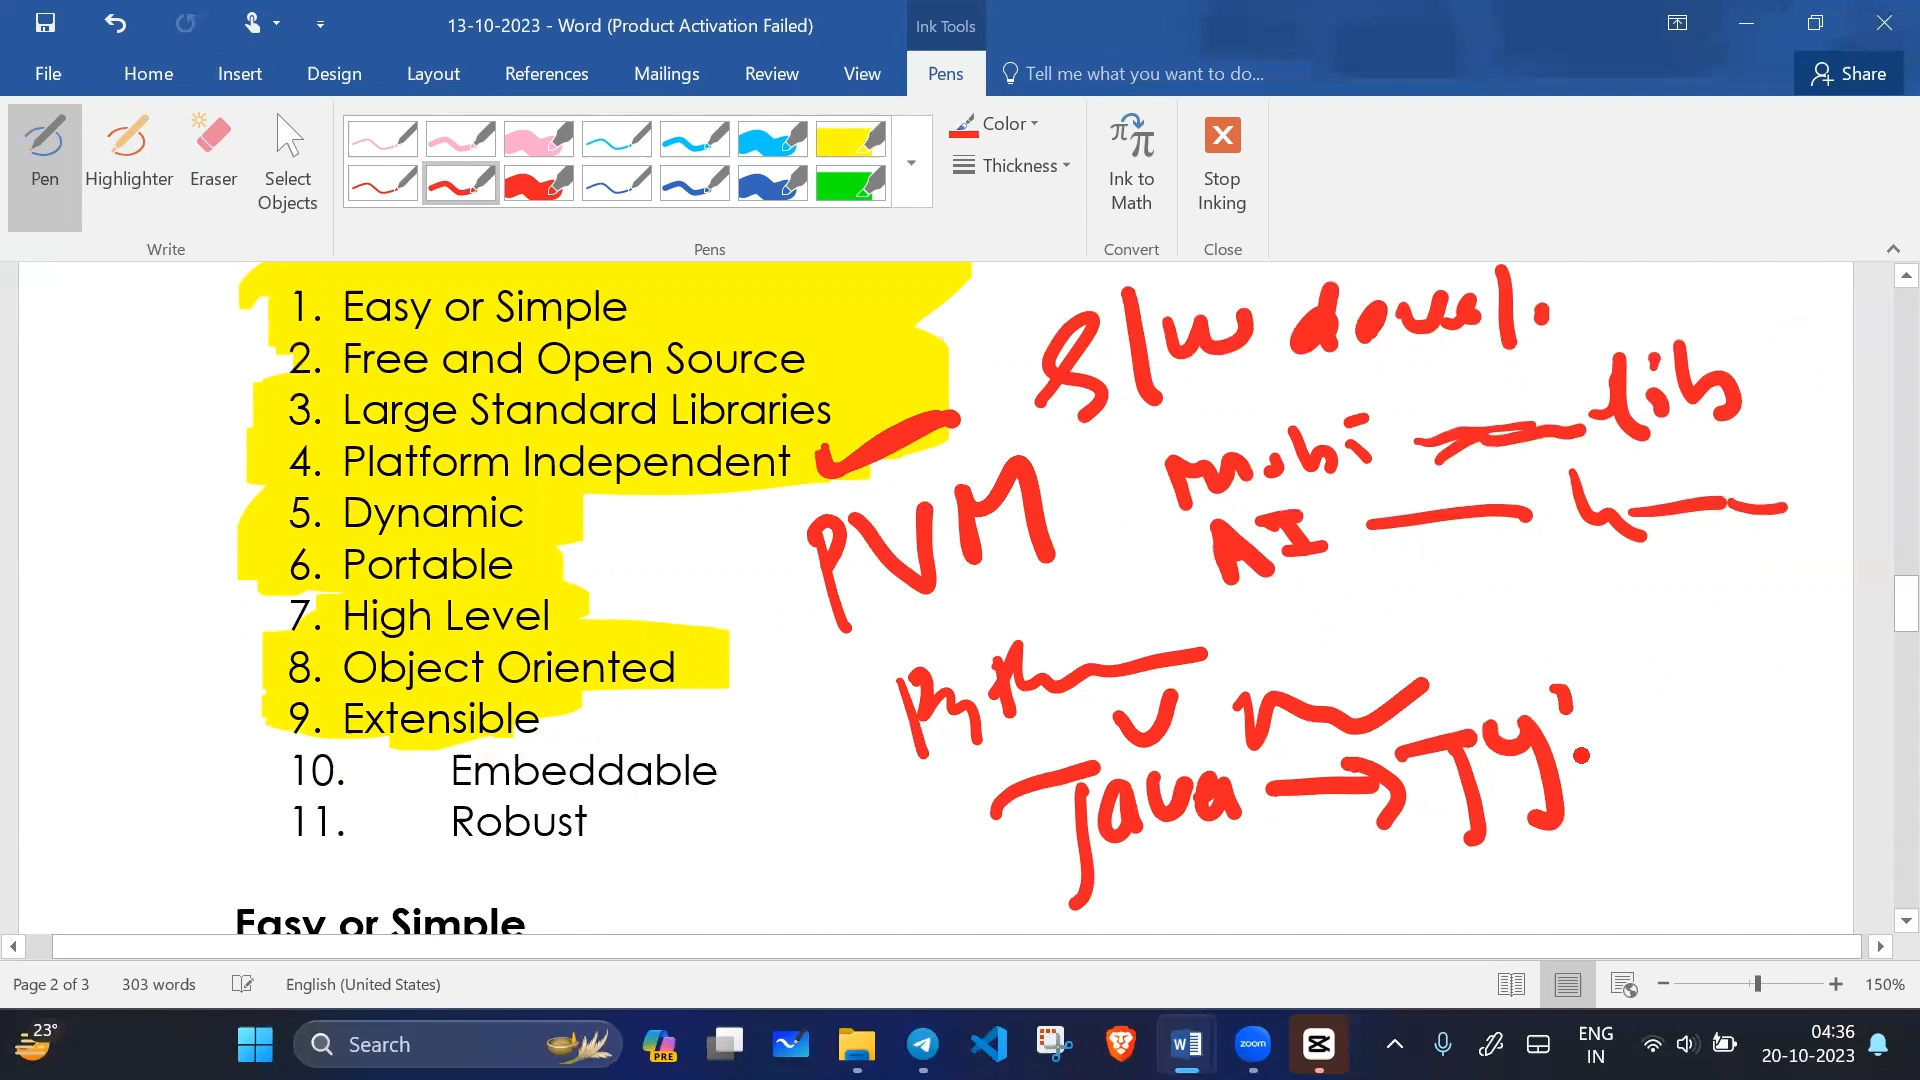 13-10-2023 - Word (Product Activation Failed)
Ink Tools
File Home Insert Design Layout References Mailings Review View Pens Tell me what you want to do... Share
Pen Highlighter Eraser Select Objects
Color
Thickness
Ink to Math
Stop Inking
Write Pens Convert Close
1. Easy or Simple
2. Free and Open Source
3. Large Standard Libraries
4. Platform Independent
5. Dynamic
6. Portable
7. High Level
8. Object Oriented
9. Extensible
10. Embeddable
11. Robust
Easy or Simple
S/w devel.
Mobi lib
AI
PVM
Java
Page 2 of 3 303 words English (United States) 150%
23° Search PRE zoom ENG IN 04:36 20-10-2023